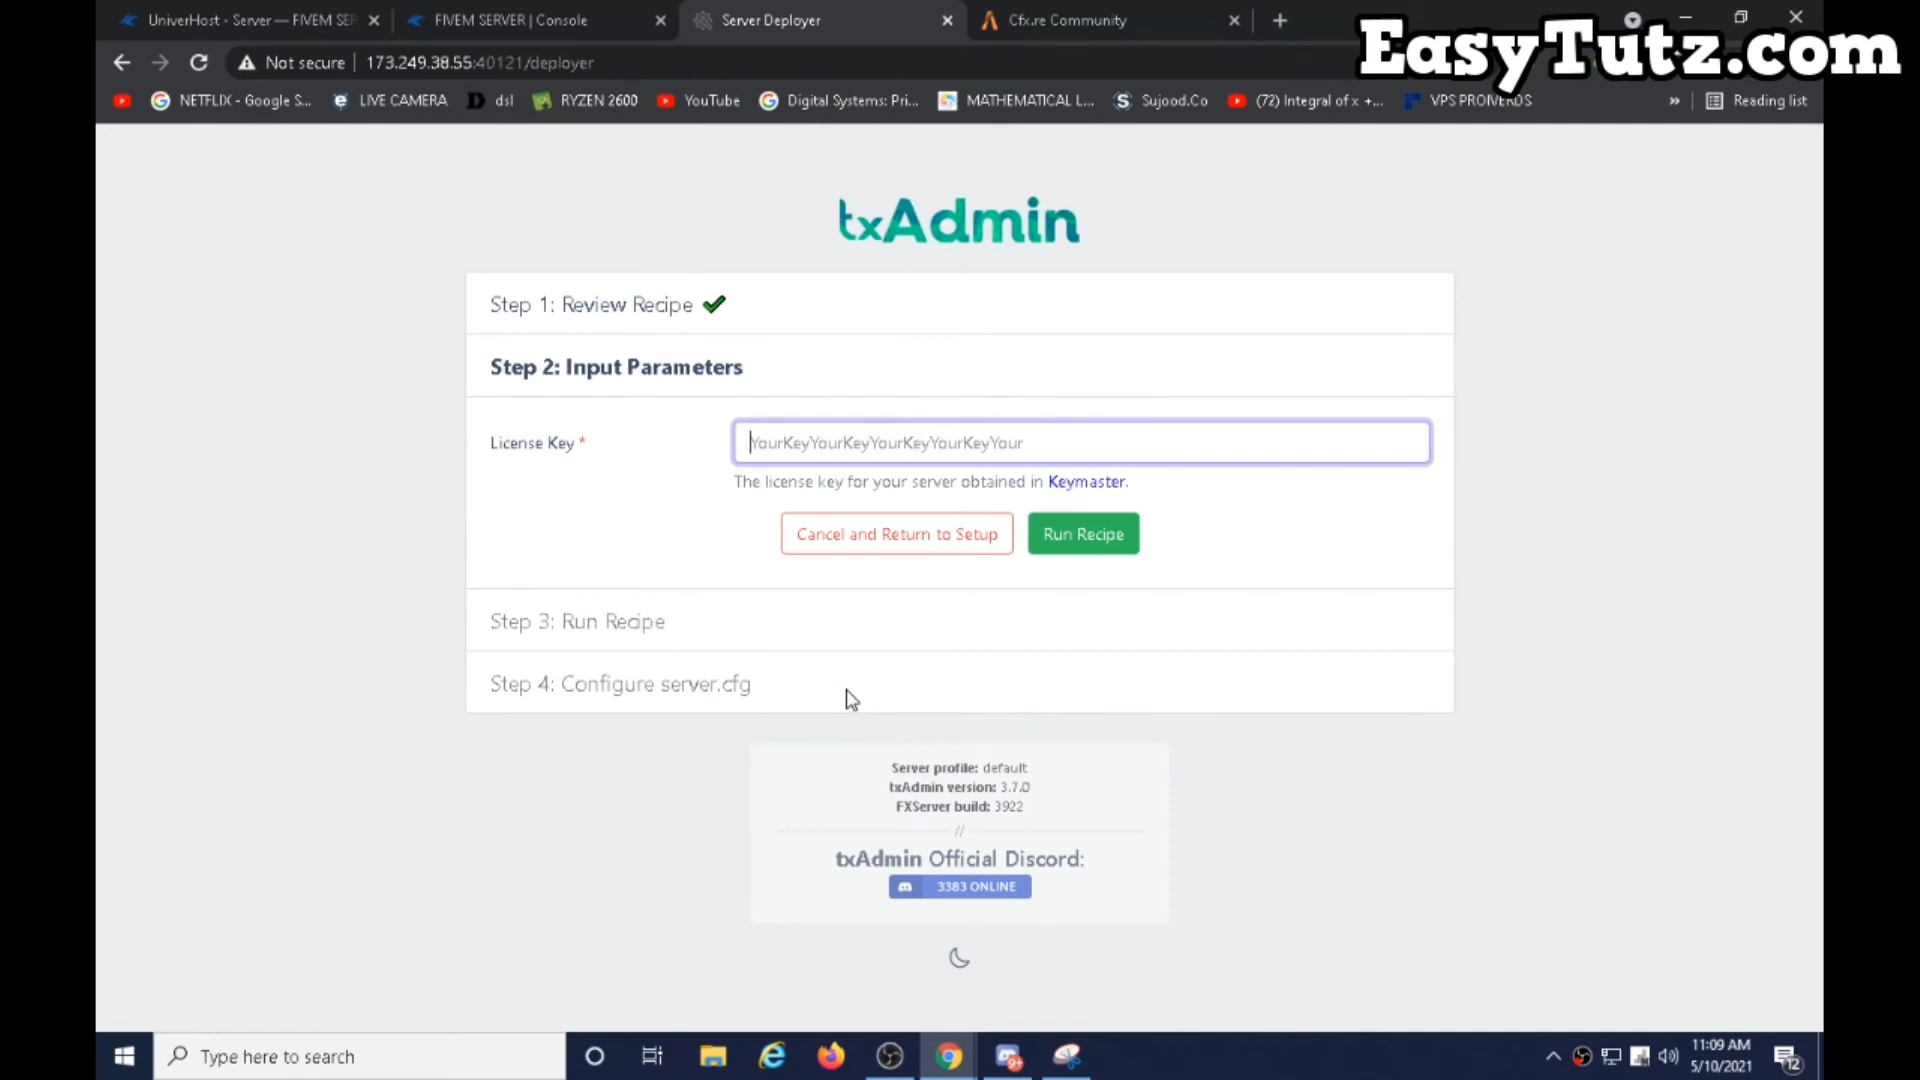 UniverHost - Server — FIVEM SER
FIVEM SERVER | Console
Server Deployer
Cfx.re Community
EasyTutz.com
Not secure
173.249.38.55:40121/deployer
NETFLIX - Google S...
LIVE CAMERA
dsl
RYZEN 2600
YouTube
Digital Systems: Pri...
MATHEMATICAL L...
Sujood.Co
(72) Integral of x +...
»
Reading list
txAdmin
Step 1: Review Recipe
Step 2: Input Parameters
License Key *
YourKeyYourKeyYourKeyYourKeyYour
The license key for your server obtained in Keymaster.
Cancel and Return to Setup
Run Recipe
Step 3: Run Recipe
Step 4: Configure server.cfg
Server profile: default
txAdmin version: 3.7.0
FXServer build: 3922
//
txAdmin Official Discord:
3383 ONLINE
Type here to search
9+
11:09 AM
5/10/2021
12